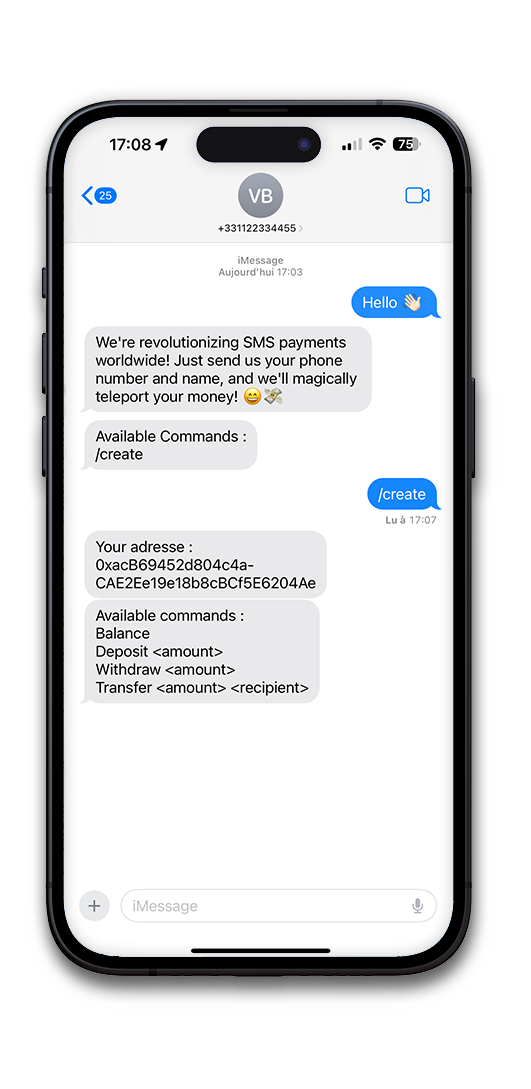 17:08
75
25
VB
+331122334455
iMessage
Aujourd'hui 17:03
Hello 👋🏻
We're revolutionizing SMS payments
worldwide! Just send us your phone
number and name, and we'll magically
teleport your money! 😄💸
Available Commands :
/create
/create
Lu à 17:07
Your adresse :
0xacB69452d804c4a-
CAE2Ee19e18b8cBCf5E6204Ae
Available commands :
Balance
Deposit <amount>
Withdraw <amount>
Transfer <amount> <recipient>
iMessage